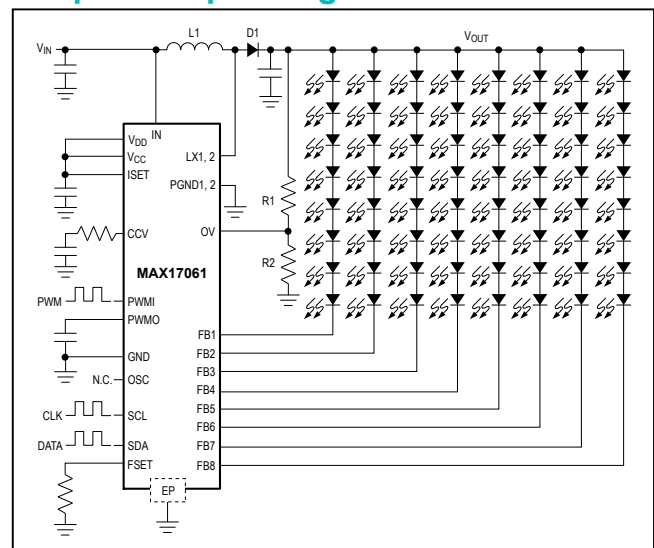 L1
D1
VIN
VOUT
IN
VDD
VCC
LX1, 2
ISET
PGND1, 2
R1
CCV
OV
R2
MAX17061
PWM
PWMI
PWMO
FB1
GND
FB2
N.C.
OSC
FB3
FB4
CLK
SCL
FB5
FB6
DATA
SDA
FB7
FSET
FB8
EP